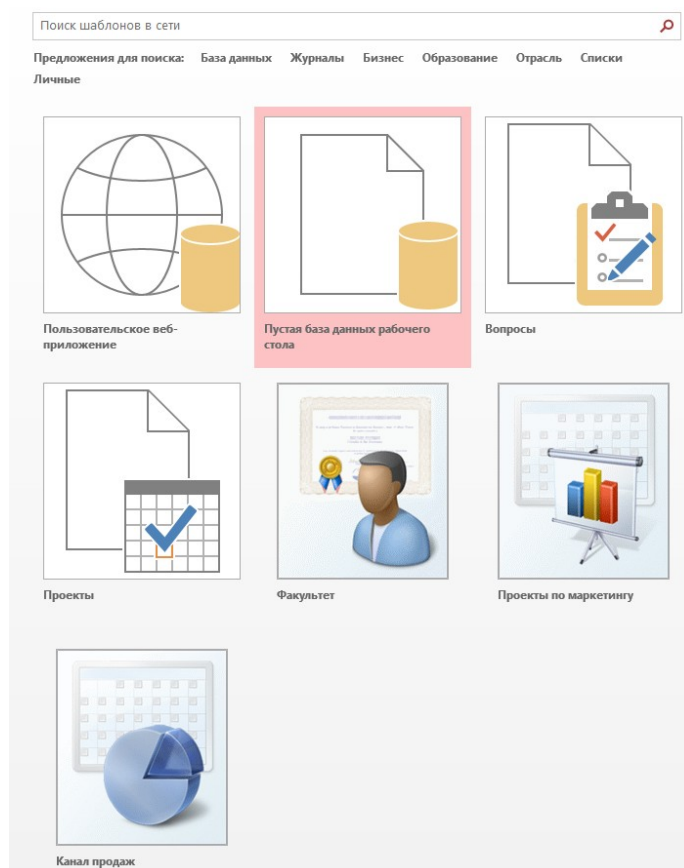 Поиск шаблонов в сети
Предложения для поиска: База данных Журналы Бизнес Образование Отрасль Списки
Личные
Пользовательское веб-
приложение
Пустая база данных рабочего
стола
Вопросы
Проекты
Факультет
Проекты по маркетингу
Канал продаж